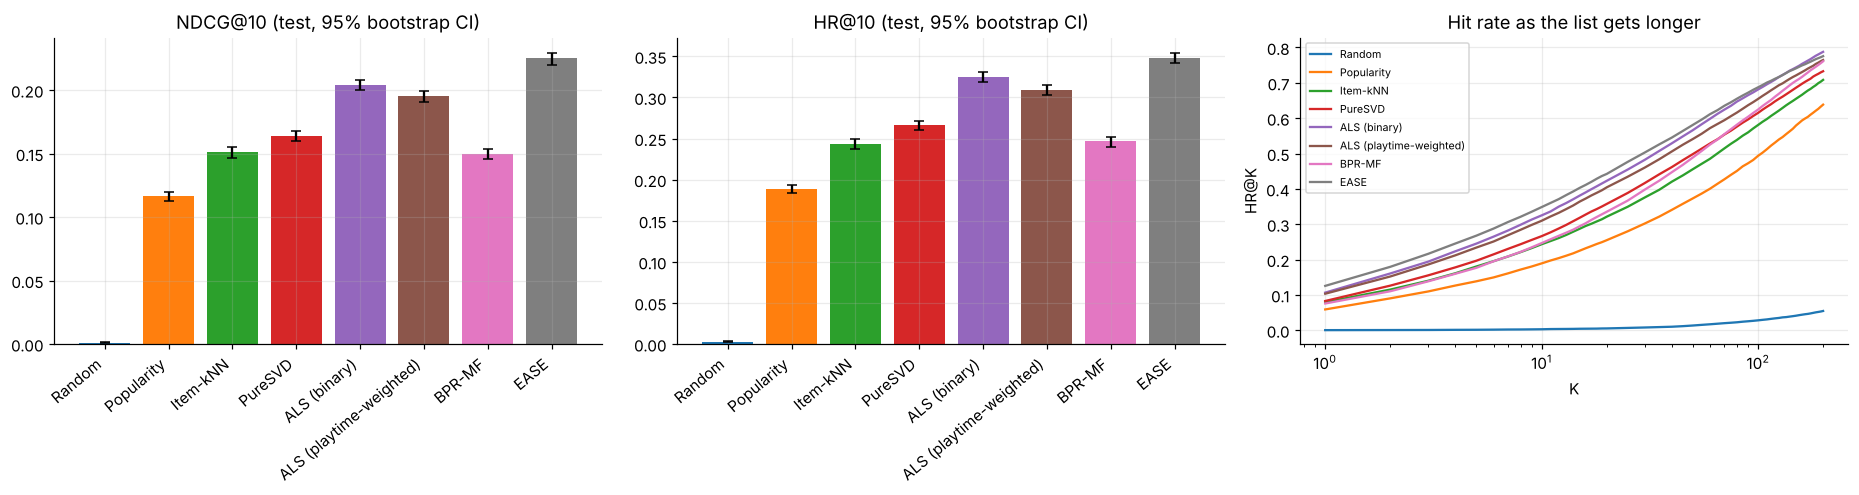 NDCG@10 (test, 95% bootstrap CI)
0.20
0.15
0.10
0.05
0.00
Random
Popularity
Item-kNN
PureSVD
ALS (binary)
ALS (playtime-weighted)
BPR-MF
EASE
HR@10 (test, 95% bootstrap CI)
0.35
0.30
0.25
0.20
0.15
0.10
0.05
0.00
Random
Popularity
Item-kNN
PureSVD
ALS (binary)
ALS (playtime-weighted)
BPR-MF
EASE
Hit rate as the list gets longer
HR@K
0.8
0.7
0.6
0.5
0.4
0.3
0.2
0.1
0.0
Random
Popularity
Item-kNN
PureSVD
ALS (binary)
ALS (playtime-weighted)
BPR-MF
EASE
10⁰
10¹
10²
K